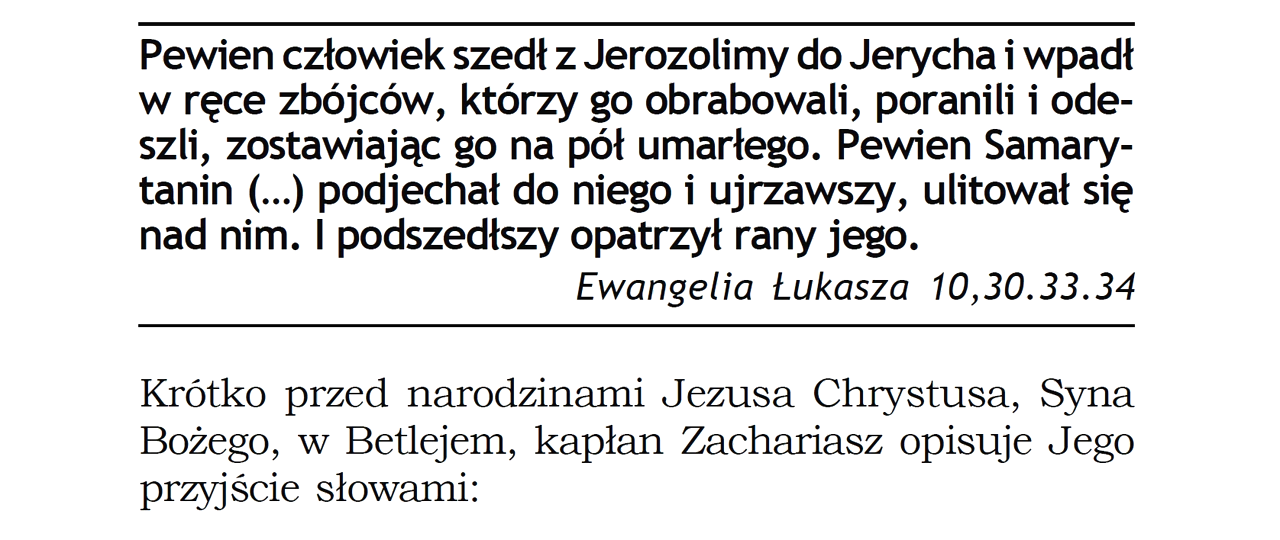 Pewien człowiek szedł z Jerozolimy do Jerycha i wpadł
w ręce zbójców, którzy go obrabowali, poranili i ode-
szli, zostawiając go na pół umarłego. Pewien Samary-
tanin (...) podjechał do niego i ujrzawszy, ulitował się
nad nim. I podszedłszy opatrzył rany jego.
Ewangelia Łukasza 10,30.33.34
Krótko przed narodzinami Jezusa Chrystusa, Syna
Bożego, w Betlejem, kapłan Zachariasz opisuje Jego
przyjście słowami: